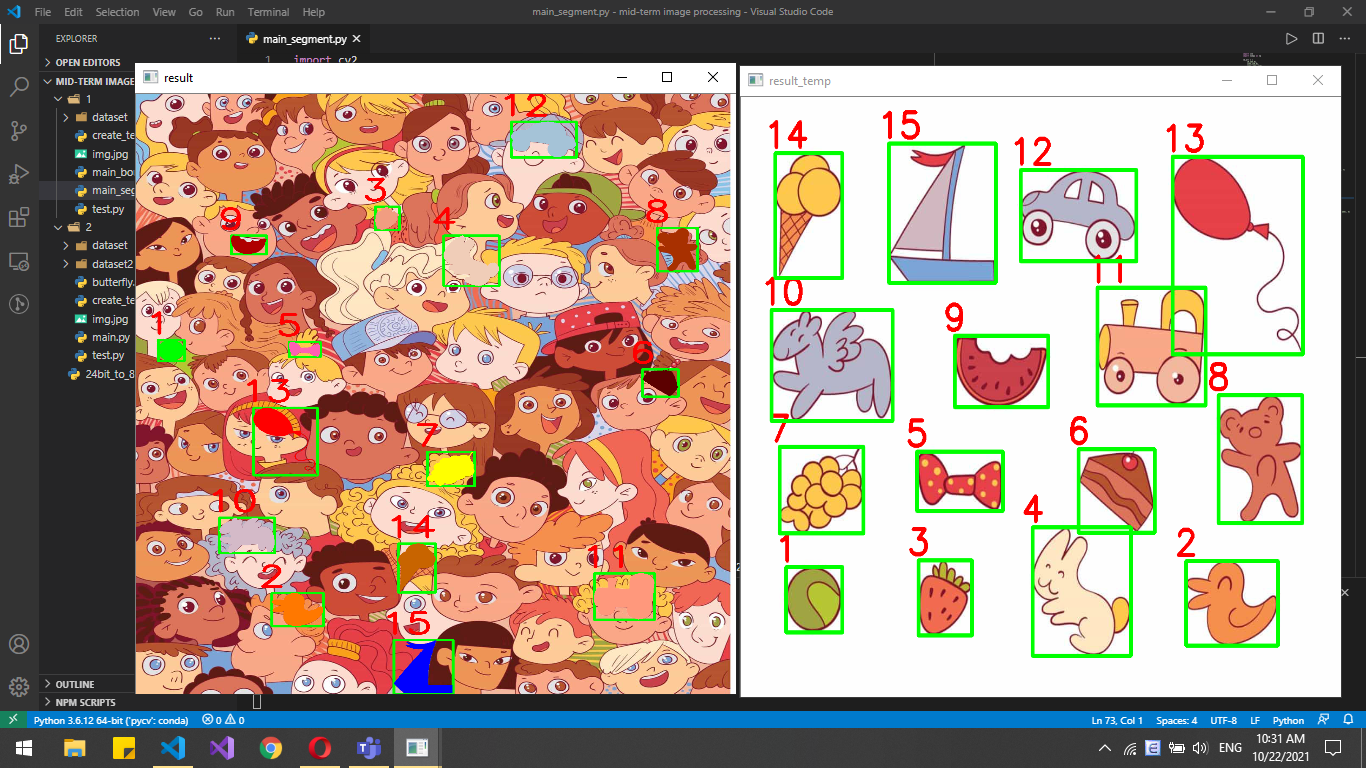 File Edit Selection View Go Run Terminal Help
main_segment.py - mid-term image processing - Visual Studio Code
EXPLORER
main_segment.py
OPEN EDITORS
import cv2
MID-TERM IMAGE
1
dataset
create_te
img.jpg
main_bo
main_seg
test.py
2
dataset
dataset2
butterfly.
create_te
img.jpg
main.py
test.py
24bit_to_8
OUTLINE
NPM SCRIPTS
result
12
3
9
4
8
1
5
6
13
7
10
14
2
11
15
result_temp
14
15
12
13
10
11
9
8
7
5
6
4
1
3
2
Python 3.6.12 64-bit ('pycv': conda)
0
0
Ln 73, Col 1
Spaces: 4
UTF-8
LF
Python
ENG
10:31 AM
10/22/2021